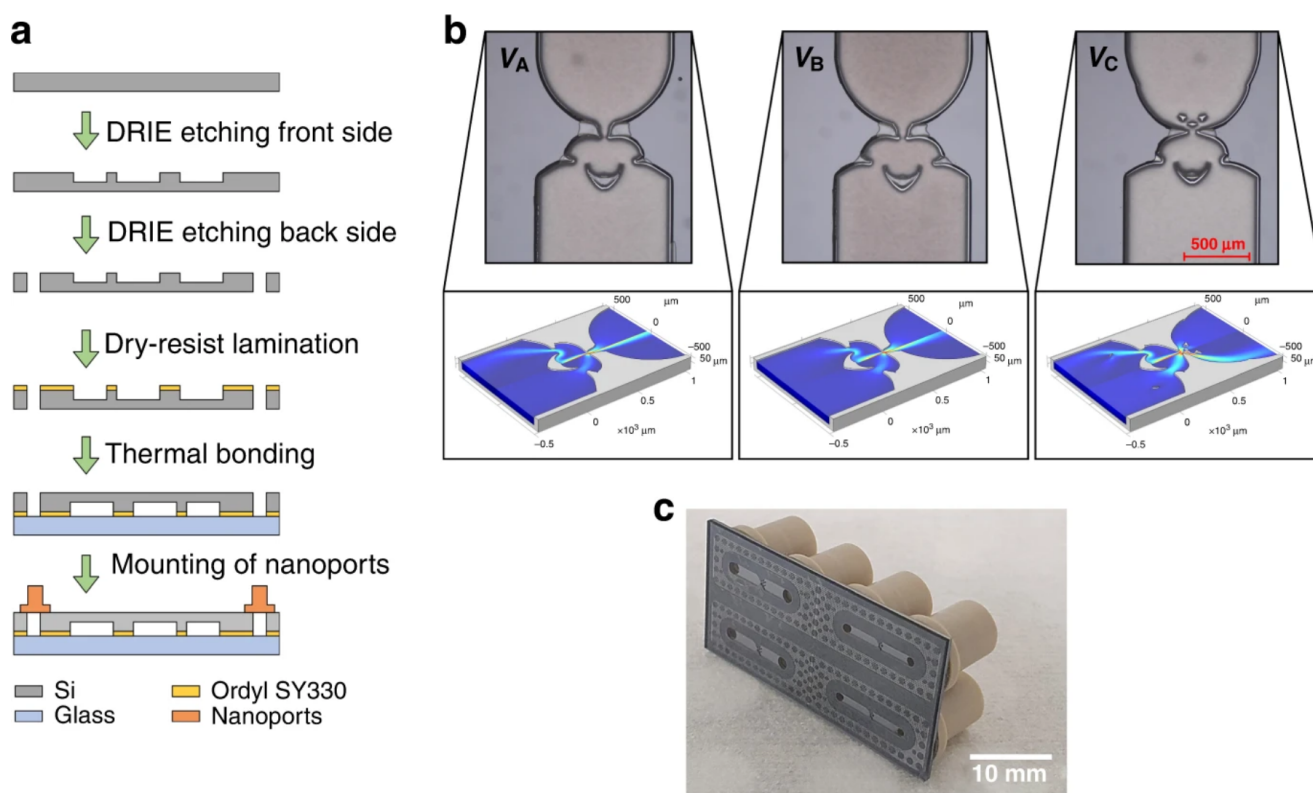 a
DRIE etching front side
DRIE etching back side
Dry-resist lamination
Thermal bonding
Mounting of nanoports
Si
Ordyl SY330
Glass
Nanoports
b
VA
VB
VC
500 μm
500
μm
0
−500
50 μm
1
0.5
×10³ μm
0
−0.5
500
μm
0
−500
50 μm
1
0.5
×10³ μm
0
−0.5
500
μm
0
−500
50 μm
1
0.5
×10³ μm
0
−0.5
c
10 mm